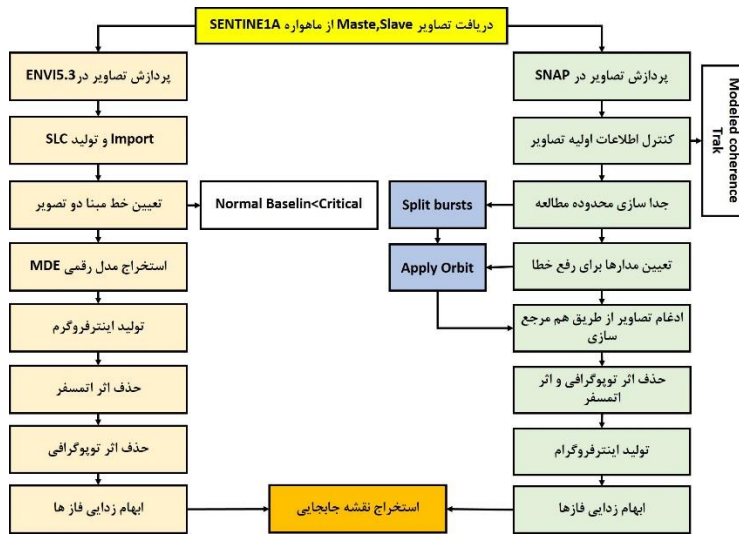 دریافت تصاویر Maste,Slave از ماهواره SENTINE1A
پردازش تصاویر در SNAP
کنترل اطلاعات اولیه تصاویر
Modeled coherence
Trak
جدا سازی محدوده مطالعه
Split bursts
تعیین مدارها برای رفع خطا
Apply Orbit
ادغام تصاویر از طریق هم مرجع
سازی
حذف اثر توپوگرافی و اثر
اتمسفر
تولید اینترفروگرام
ابهام زدایی فازها
پردازش تصاویر در ENVI5.3
Import و تولید SLC
تعیین خط مبنا دو تصویر
Normal Baselin<Critical
استخراج مدل رقمی MDE
تولید اینترفروگرم
حذف اثر اتمسفر
حذف اثر توپوگرافی
ابهام زدایی فاز ها
استخراج نقشه جابجایی